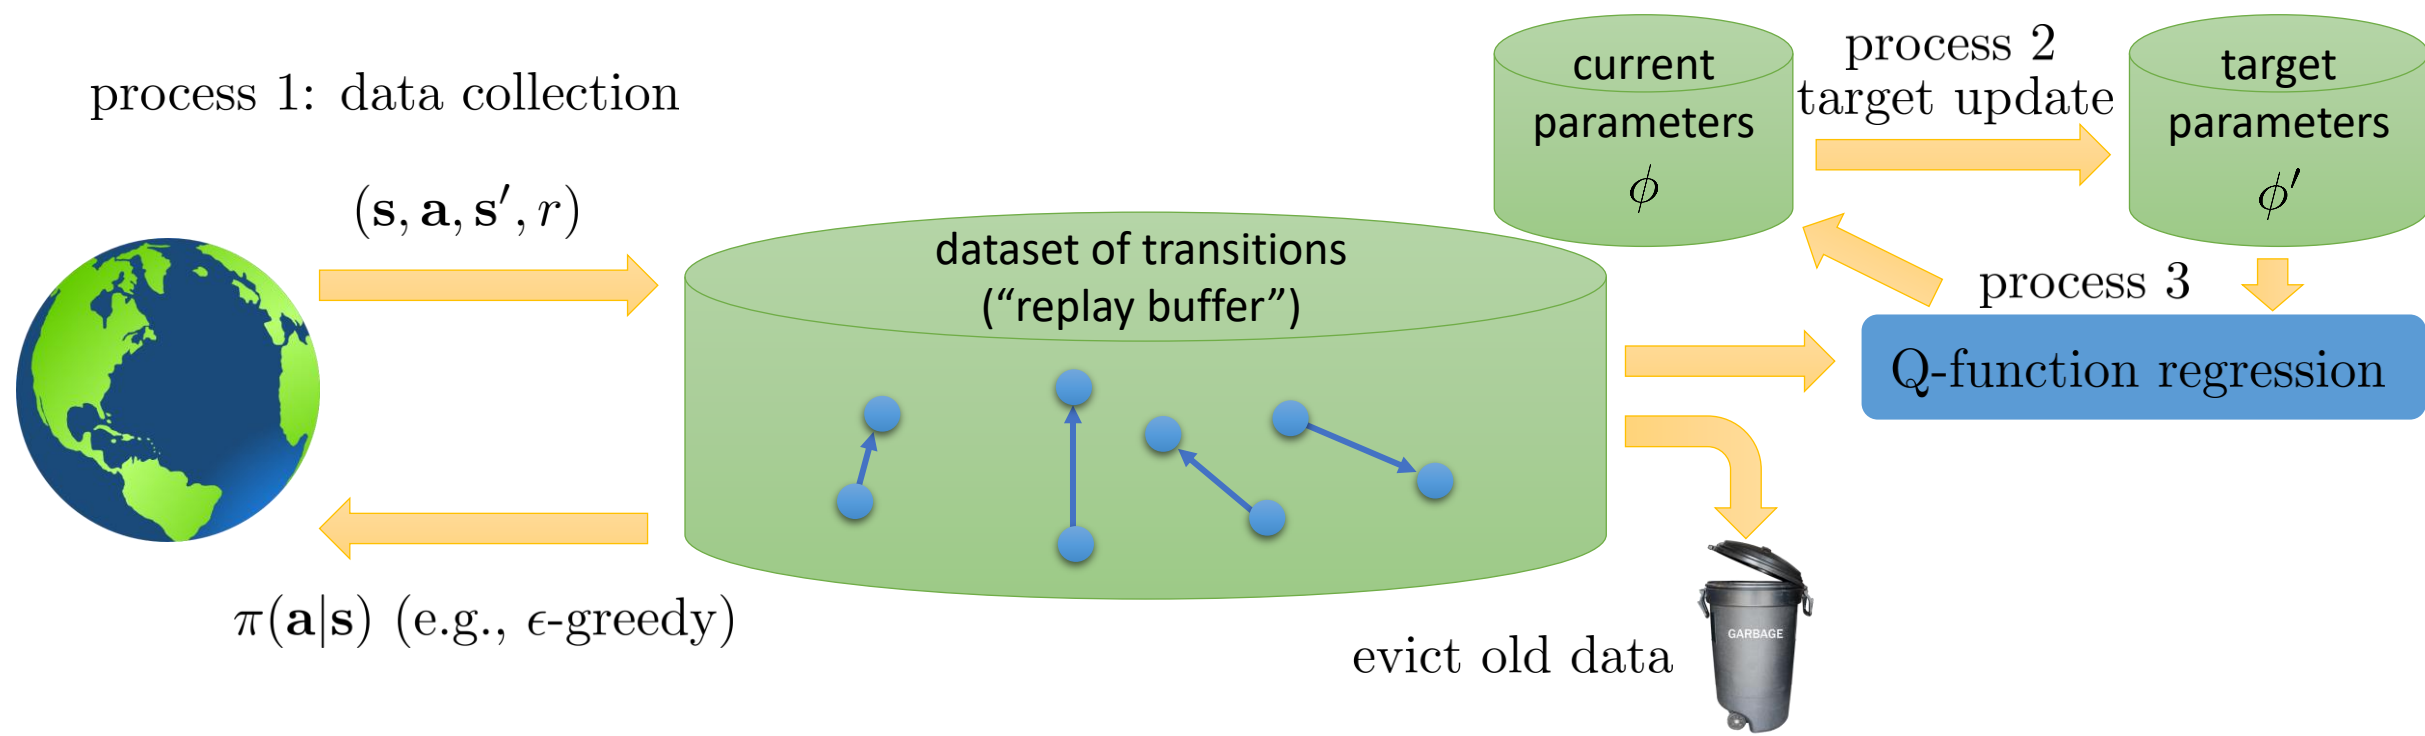 process 1: data collection
(s, a, s′, r)
π(a|s) (e.g., ϵ-greedy)
dataset of transitions
(“replay buffer”)
current
parameters
ϕ
process 2
target update
target
parameters
ϕ′
process 3
Q-function regression
evict old data
GARBAGE